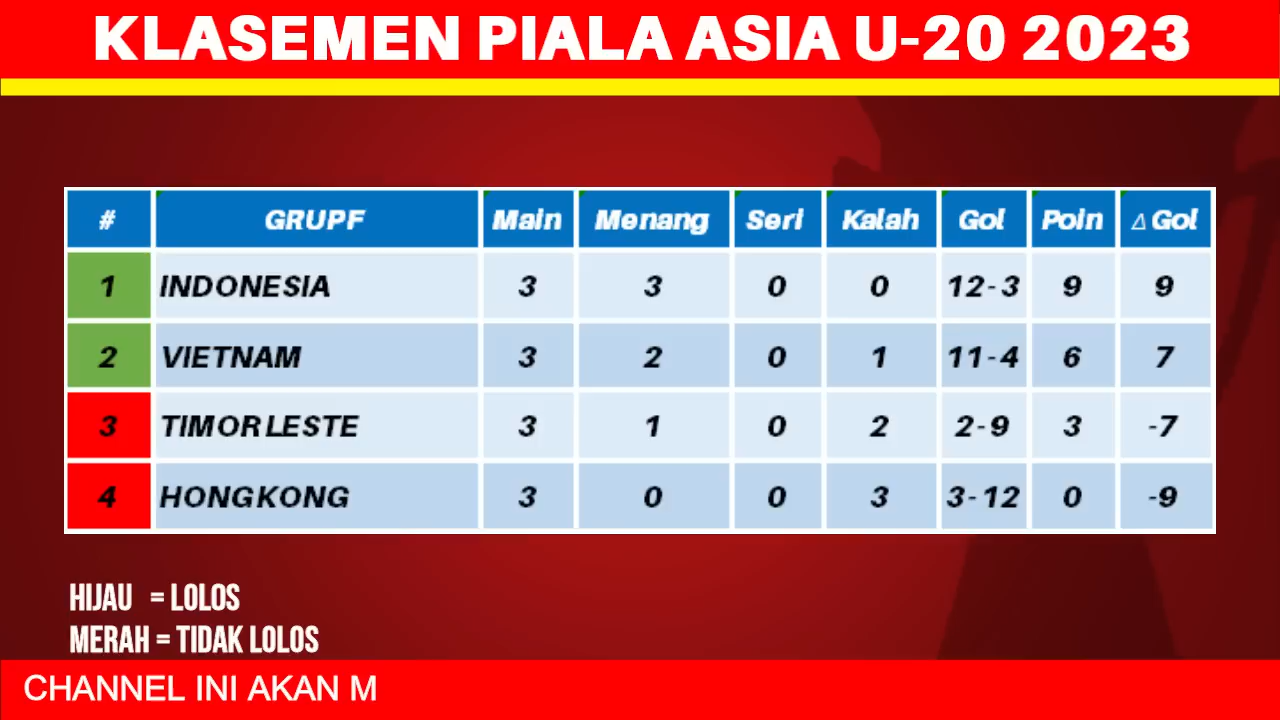 KLASEMEN PIALA ASIA U-20 2023
# GRUP F Main Menang Seri Kalah Gol Poin △ Gol
1 INDONESIA 3 3 0 0 12-3 9 9
2 VIETNAM 3 2 0 1 11-4 6 7
3 TIMOR LESTE 3 1 0 2 2-9 3 -7
4 HONGKONG 3 0 0 3 3-12 0 -9
HIJAU = LOLOS
MERAH = TIDAK LOLOS
CHANNEL INI AKAN M